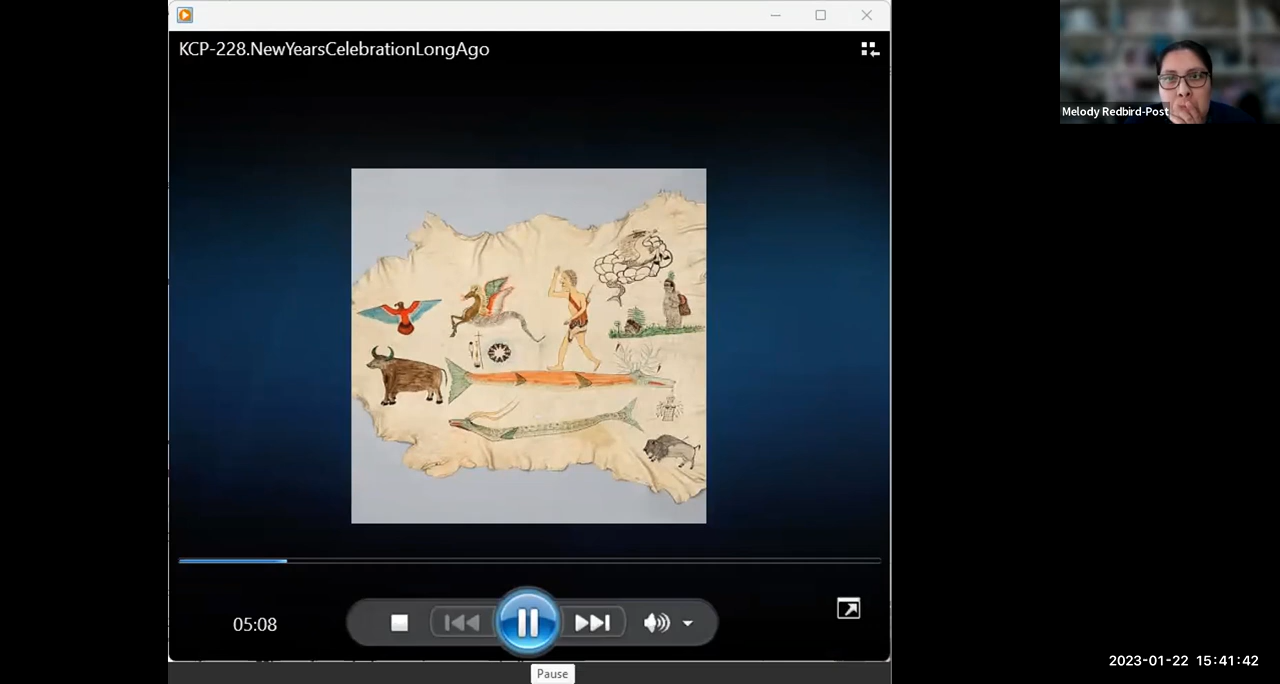 KCP-228.NewYearsCelebrationLongAgo
Melody Redbird-Post
05:08
Pause
2023-01-22 15:41:42